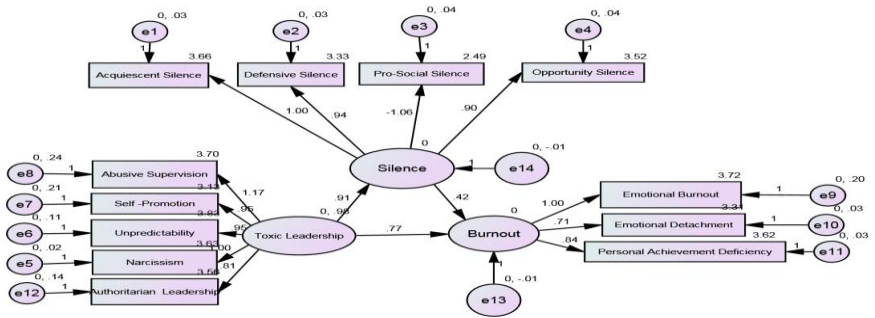 0, .03
e1
1
3.66
Acquiescent Silence
0, .03
e2
1
3.33
Defensive Silence
0, .04
e3
1
2.49
Pro-Social Silence
0, .04
e4
1
3.52
Opportunity Silence
1.00
.94
-1.06
.90
0
Silence
1
0, -.01
e14
0, .24
e8
1
3.70
Abusive Supervision
0, .21
e7
1
Self -Promotion
0, .11
e6
1
Unpredictability
0, .02
e5
1
Narcissism
0, .14
e12
1
Authoritarian Leadership
1.17
.95
.95
1.00
.81
Toxic Leadership
.91
.42
.77
0
Burnout
1
0, -.01
e13
1.00
.71
.84
3.72
Emotional Burnout
1
0, .20
e9
Emotional Detachment
1
0, .03
e10
3.62
Personal Achievement Deficiency
1
0, .03
e11